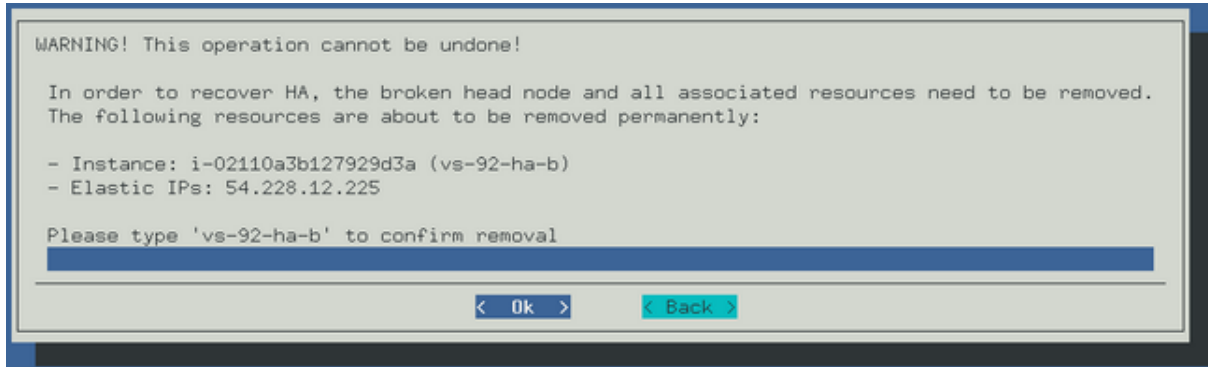 WARNING! This operation cannot be undone!
In order to recover HA, the broken head node and all associated resources need to be removed.
The following resources are about to be removed permanently:
- Instance: i-02110a3b127929d3a (vs-92-ha-b)
- Elastic IPs: 54.228.12.225
Please type 'vs-92-ha-b' to confirm removal
< Ok > < Back >